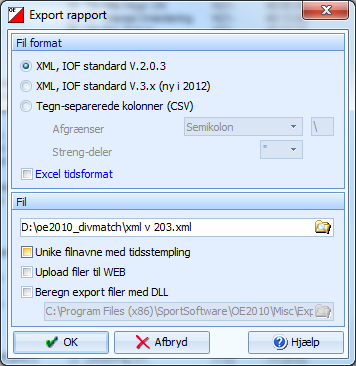 OE Export rapport
Fil format
XML, IOF standard V.2.0.3
XML, IOF standard V.3.x (ny i 2012)
Tegn-separerede kolonner (CSV)
Afgrænser Semikolon \
Streng-deler "
Excel tidsformat
Fil
D:\oe2010_divmatch\xml v 203.xml
Unike filnavne med tidsstempling
Upload filer til WEB
Beregn export filer med DLL
C:\Program Files (x86)\SportSoftware\OE2010\Misc\Exp
OK Afbryd Hjælp